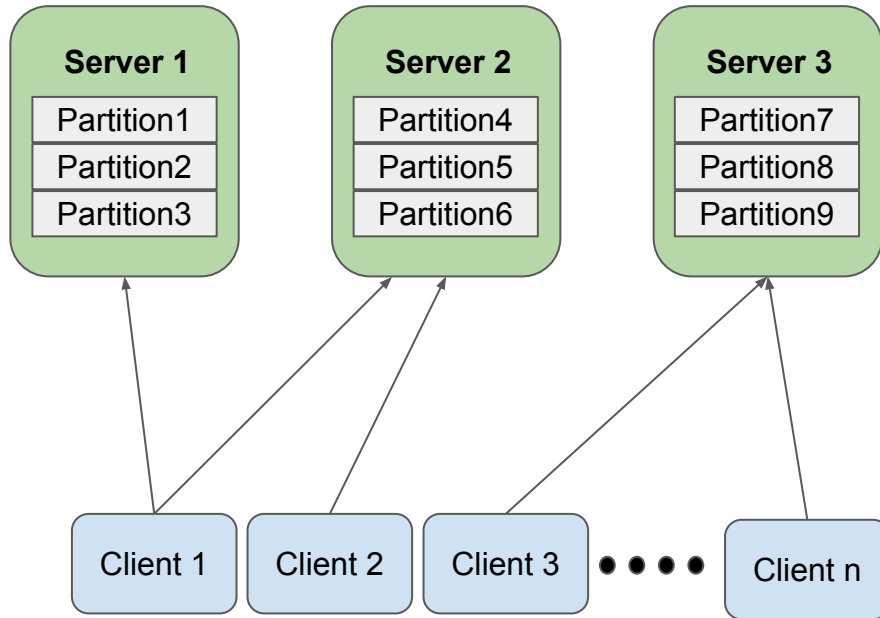 Server 1
Partition1
Partition2
Partition3
Server 2
Partition4
Partition5
Partition6
Server 3
Partition7
Partition8
Partition9
Client 1
Client 2
Client 3
Client n